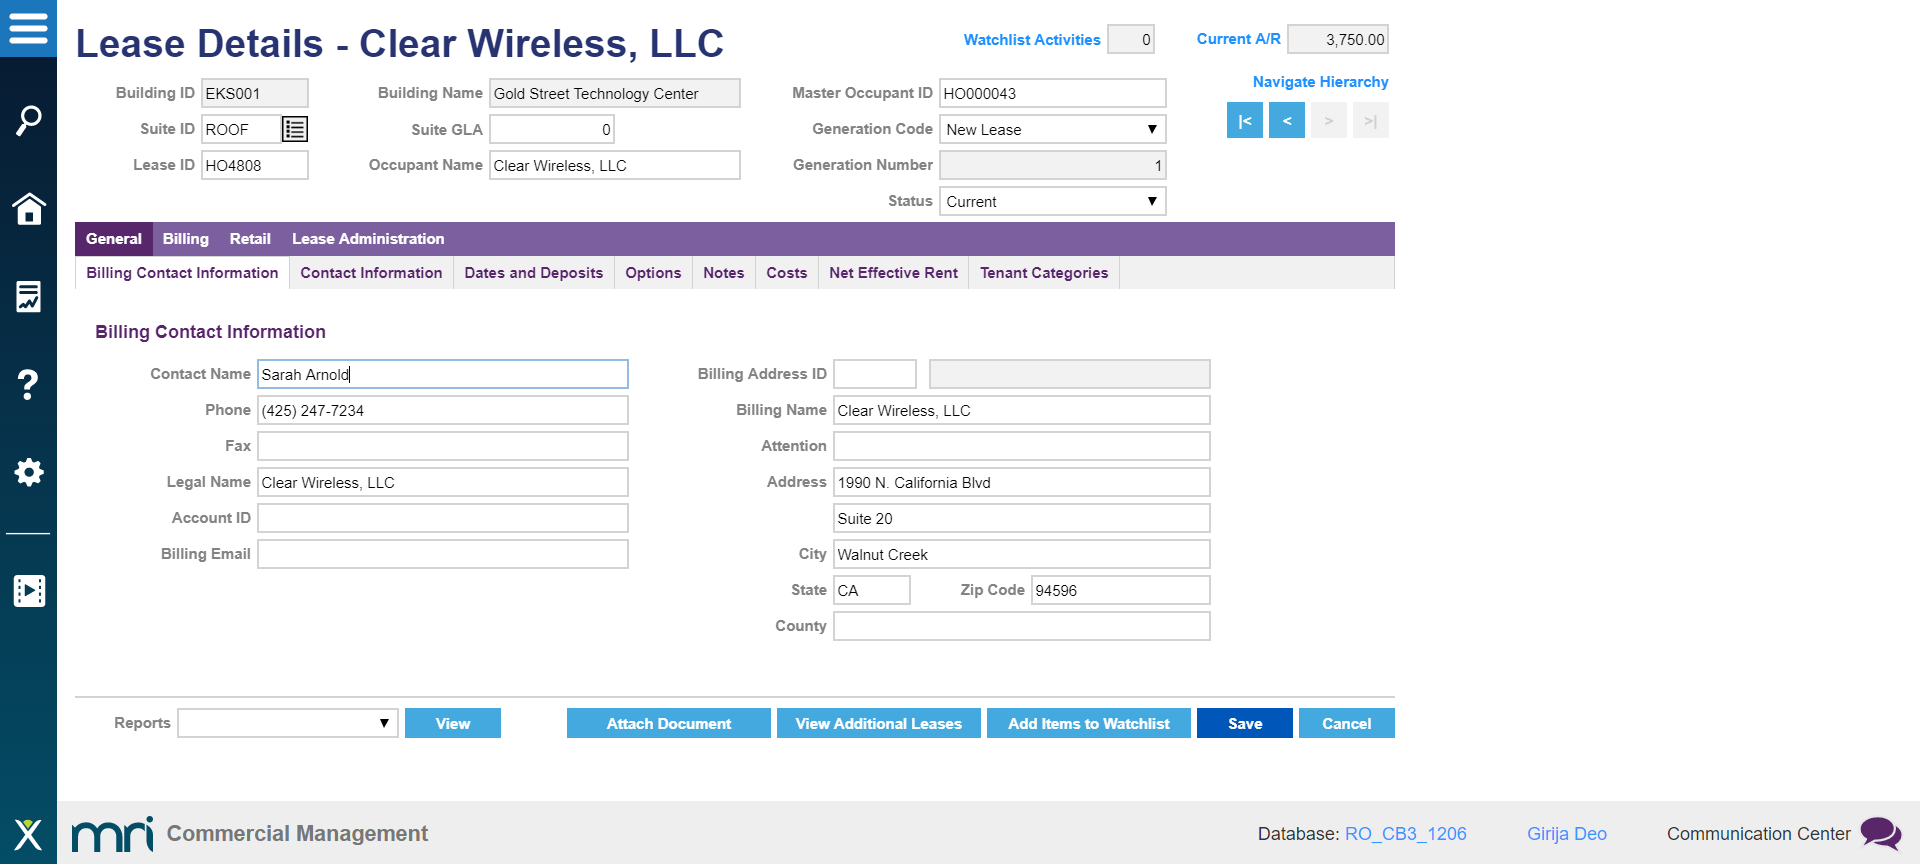 Lease Details - Clear Wireless, LLC
Watchlist Activities 0
Current A/R 3,750.00
Building ID EKS001
Building Name Gold Street Technology Center
Master Occupant ID HO000043
Navigate Hierarchy
|< < > >|
Suite ID ROOF
Suite GLA 0
Generation Code New Lease
Lease ID HO4808
Occupant Name Clear Wireless, LLC
Generation Number 1
Status Current
General Billing Retail Lease Administration
Billing Contact Information Contact Information Dates and Deposits Options Notes Costs Net Effective Rent Tenant Categories
Billing Contact Information
Contact Name Sarah Arnold
Billing Address ID
Phone (425) 247-7234
Billing Name Clear Wireless, LLC
Fax
Attention
Legal Name Clear Wireless, LLC
Address 1990 N. California Blvd
Account ID
Suite 20
Billing Email
City Walnut Creek
State CA
Zip Code 94596
County
Reports View Attach Document View Additional Leases Add Items to Watchlist Save Cancel
mri Commercial Management
Database: RO_CB3_1206 Girija Deo Communication Center